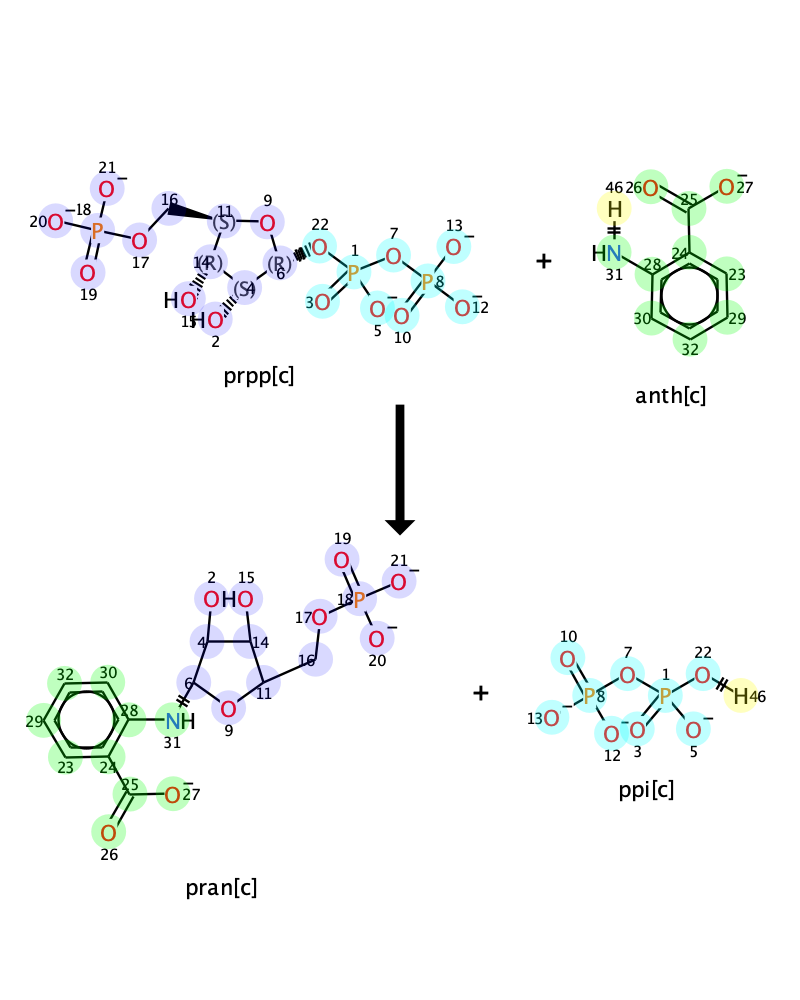 21
O−
16
9
20 O− 18
P
11
(S)
O
22
O
13
O−
46 26 O
25
O− 27
H
O
17
1
7
O
14
(R)
(R)
6
P
P 8
+
HN
24
O
19
(S)
4
31
28
23
HO
15
HO
2
3 O
O−
5
O
10
O− 12
30
29
32
prpp[c]
anth[c]
19
O
21
O−
2
15
18 P
OH HO
17 O
O−
20
4
14
10
7
22
16
O
O
1
O
32
30
6
11
P 8
P
H 46
29
28
NH
31
O
9
13 O−
O−
12
O
3
O−
5
+
23
24
25
O− 27
O
26
ppi[c]
pran[c]